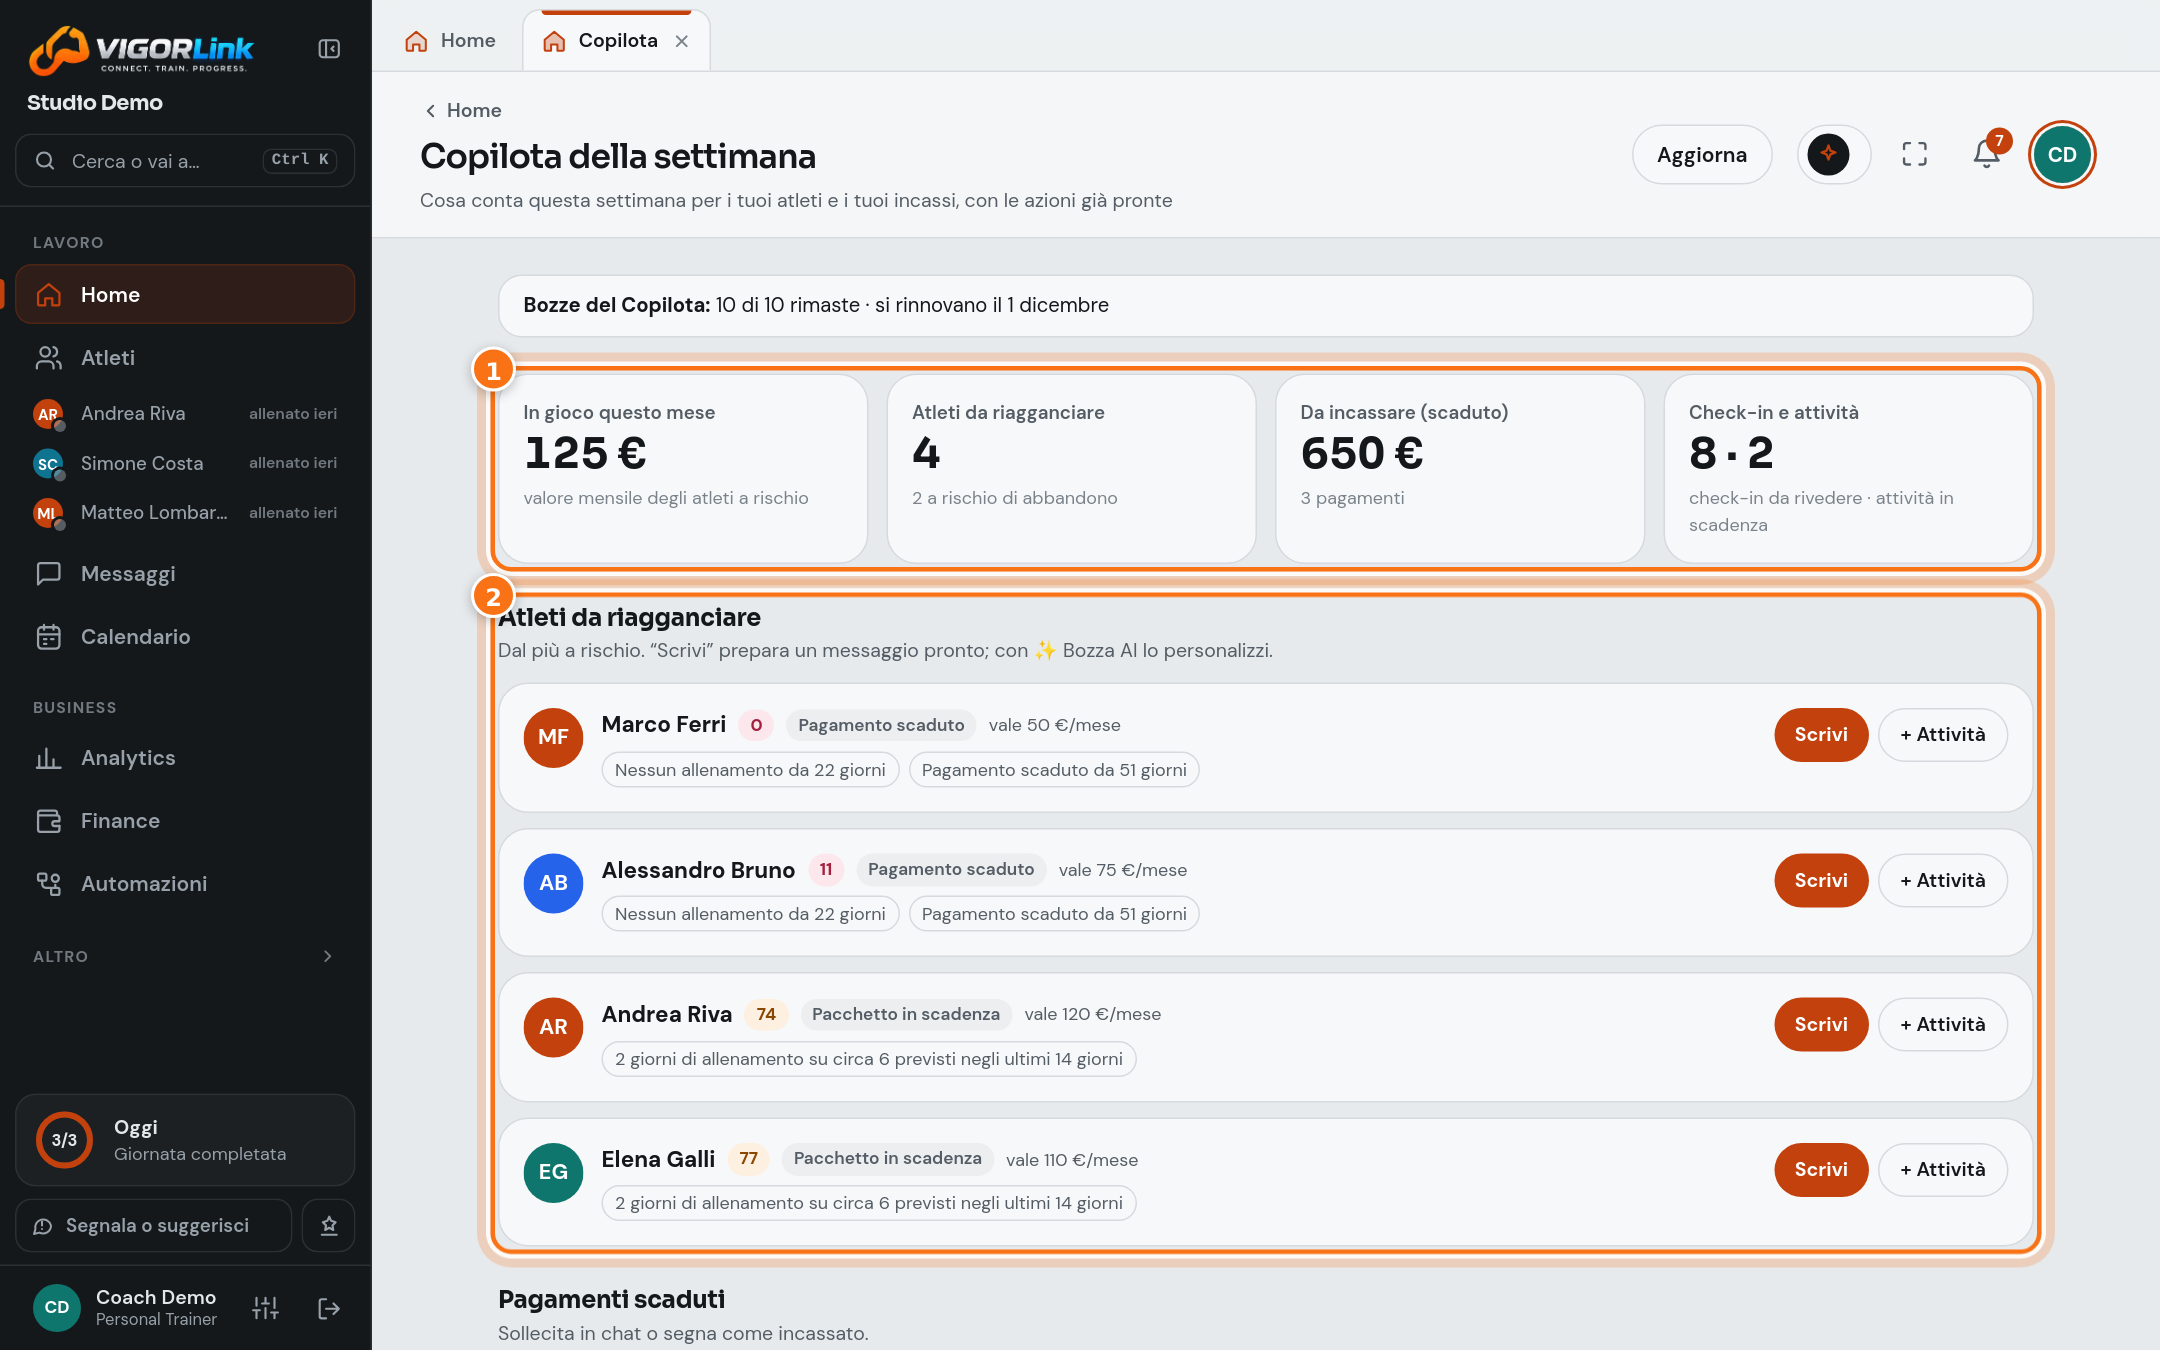 VIGORLink
CONNECT. TRAIN. PROGRESS.
Studio Demo
Cerca o vai a...
Ctrl K
LAVORO
Home
Atleti
AR Andrea Riva allenato ieri
SC Simone Costa allenato ieri
ML Matteo Lombar... allenato ieri
Messaggi
Calendario
BUSINESS
Analytics
Finance
Automazioni
ALTRO
3/3
Oggi
Giornata completata
Segnala o suggerisci
CD
Coach Demo
Personal Trainer
Home
Copilota
Home
Copilota della settimana
Cosa conta questa settimana per i tuoi atleti e i tuoi incassi, con le azioni già pronte
Aggiorna
7
CD
Bozze del Copilota: 10 di 10 rimaste · si rinnovano il 1 dicembre
1
In gioco questo mese
125 €
valore mensile degli atleti a rischio
Atleti da riagganciare
4
2 a rischio di abbandono
Da incassare (scaduto)
650 €
3 pagamenti
Check-in e attività
8 · 2
check-in da rivedere · attività in
scadenza
2
Atleti da riagganciare
Dal più a rischio. “Scrivi” prepara un messaggio pronto; con ✨ Bozza AI lo personalizzi.
MF
Marco Ferri 0 Pagamento scaduto vale 50 €/mese
Nessun allenamento da 22 giorni Pagamento scaduto da 51 giorni
Scrivi + Attività
AB
Alessandro Bruno 11 Pagamento scaduto vale 75 €/mese
Nessun allenamento da 22 giorni Pagamento scaduto da 51 giorni
Scrivi + Attività
AR
Andrea Riva 74 Pacchetto in scadenza vale 120 €/mese
2 giorni di allenamento su circa 6 previsti negli ultimi 14 giorni
Scrivi + Attività
EG
Elena Galli 77 Pacchetto in scadenza vale 110 €/mese
2 giorni di allenamento su circa 6 previsti negli ultimi 14 giorni
Scrivi + Attività
Pagamenti scaduti
Sollecita in chat o segna come incassato.